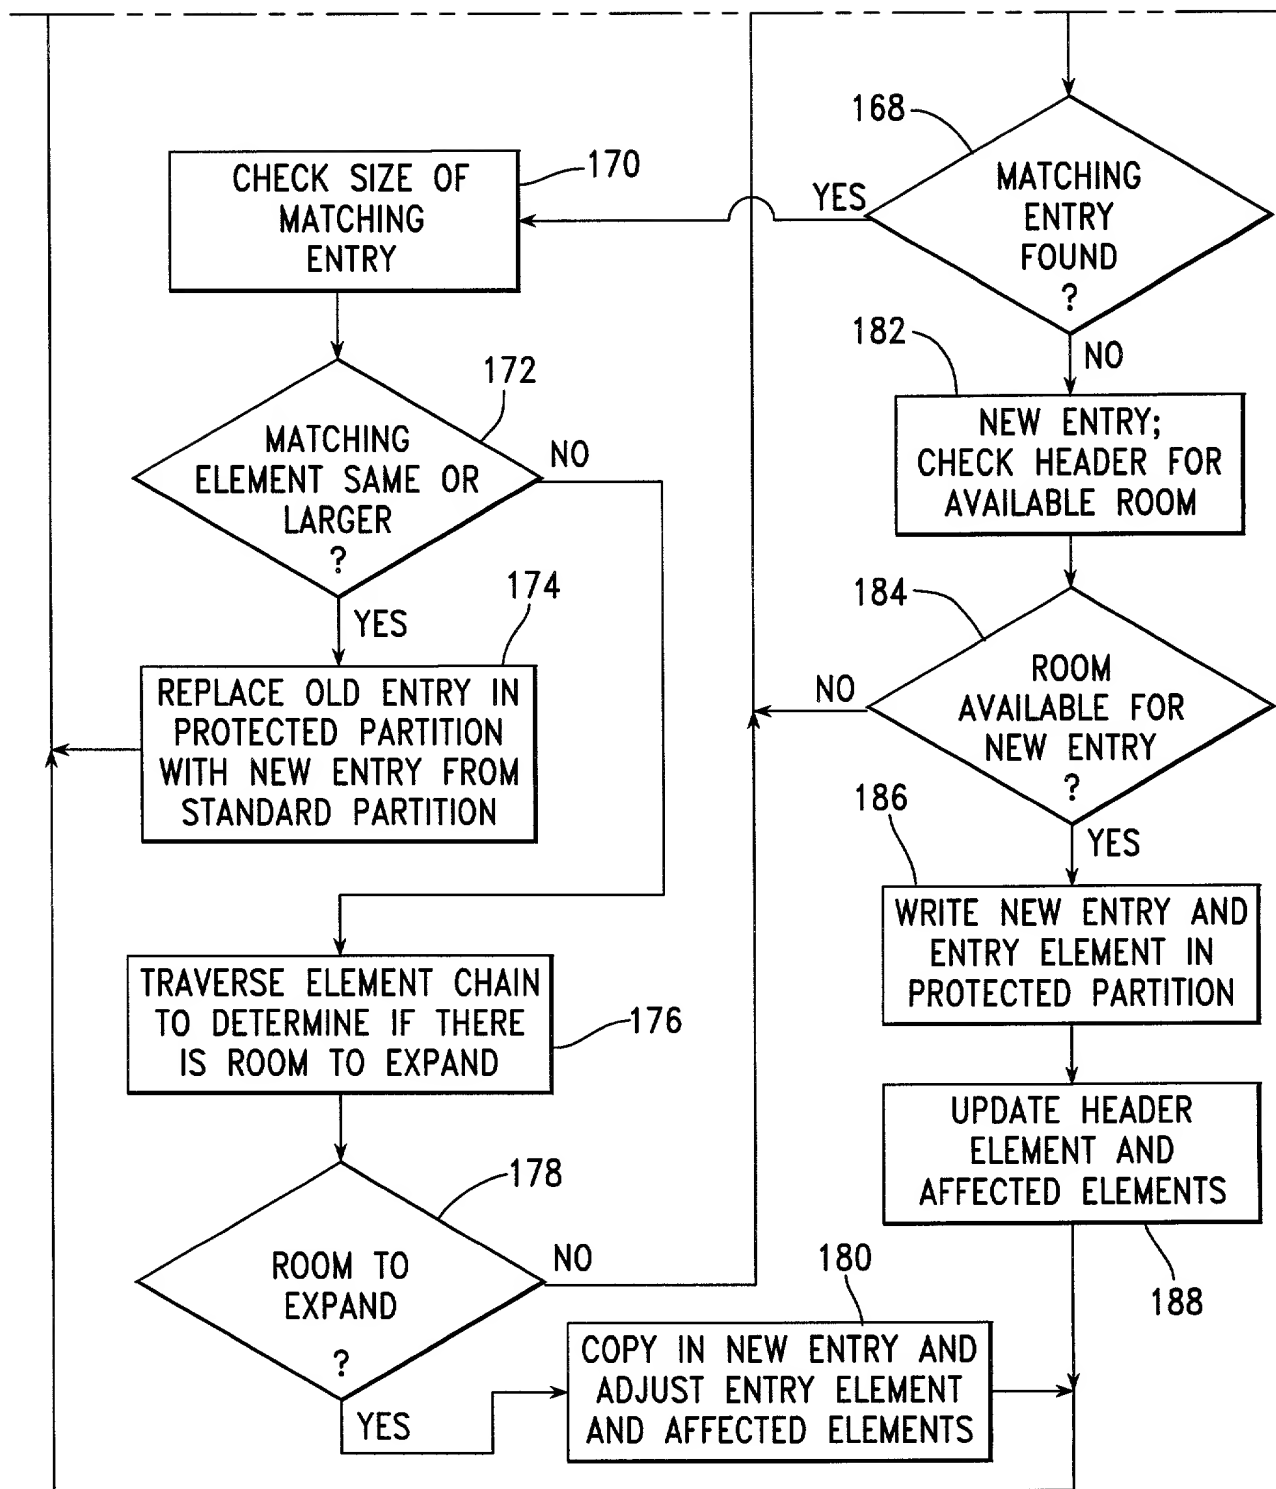 168
MATCHING
ENTRY
FOUND
?
YES
170
CHECK SIZE OF
MATCHING
ENTRY
172
MATCHING
ELEMENT SAME OR
LARGER
?
NO
YES
174
REPLACE OLD ENTRY IN
PROTECTED PARTITION
WITH NEW ENTRY FROM
STANDARD PARTITION
TRAVERSE ELEMENT CHAIN
TO DETERMINE IF THERE
IS ROOM TO EXPAND
176
178
ROOM TO
EXPAND
?
NO
YES
180
COPY IN NEW ENTRY AND
ADJUST ENTRY ELEMENT
AND AFFECTED ELEMENTS
NO
182
NEW ENTRY;
CHECK HEADER FOR
AVAILABLE ROOM
184
ROOM
AVAILABLE FOR
NEW ENTRY
?
NO
YES
186
WRITE NEW ENTRY AND
ENTRY ELEMENT IN
PROTECTED PARTITION
UPDATE HEADER
ELEMENT AND
AFFECTED ELEMENTS
188